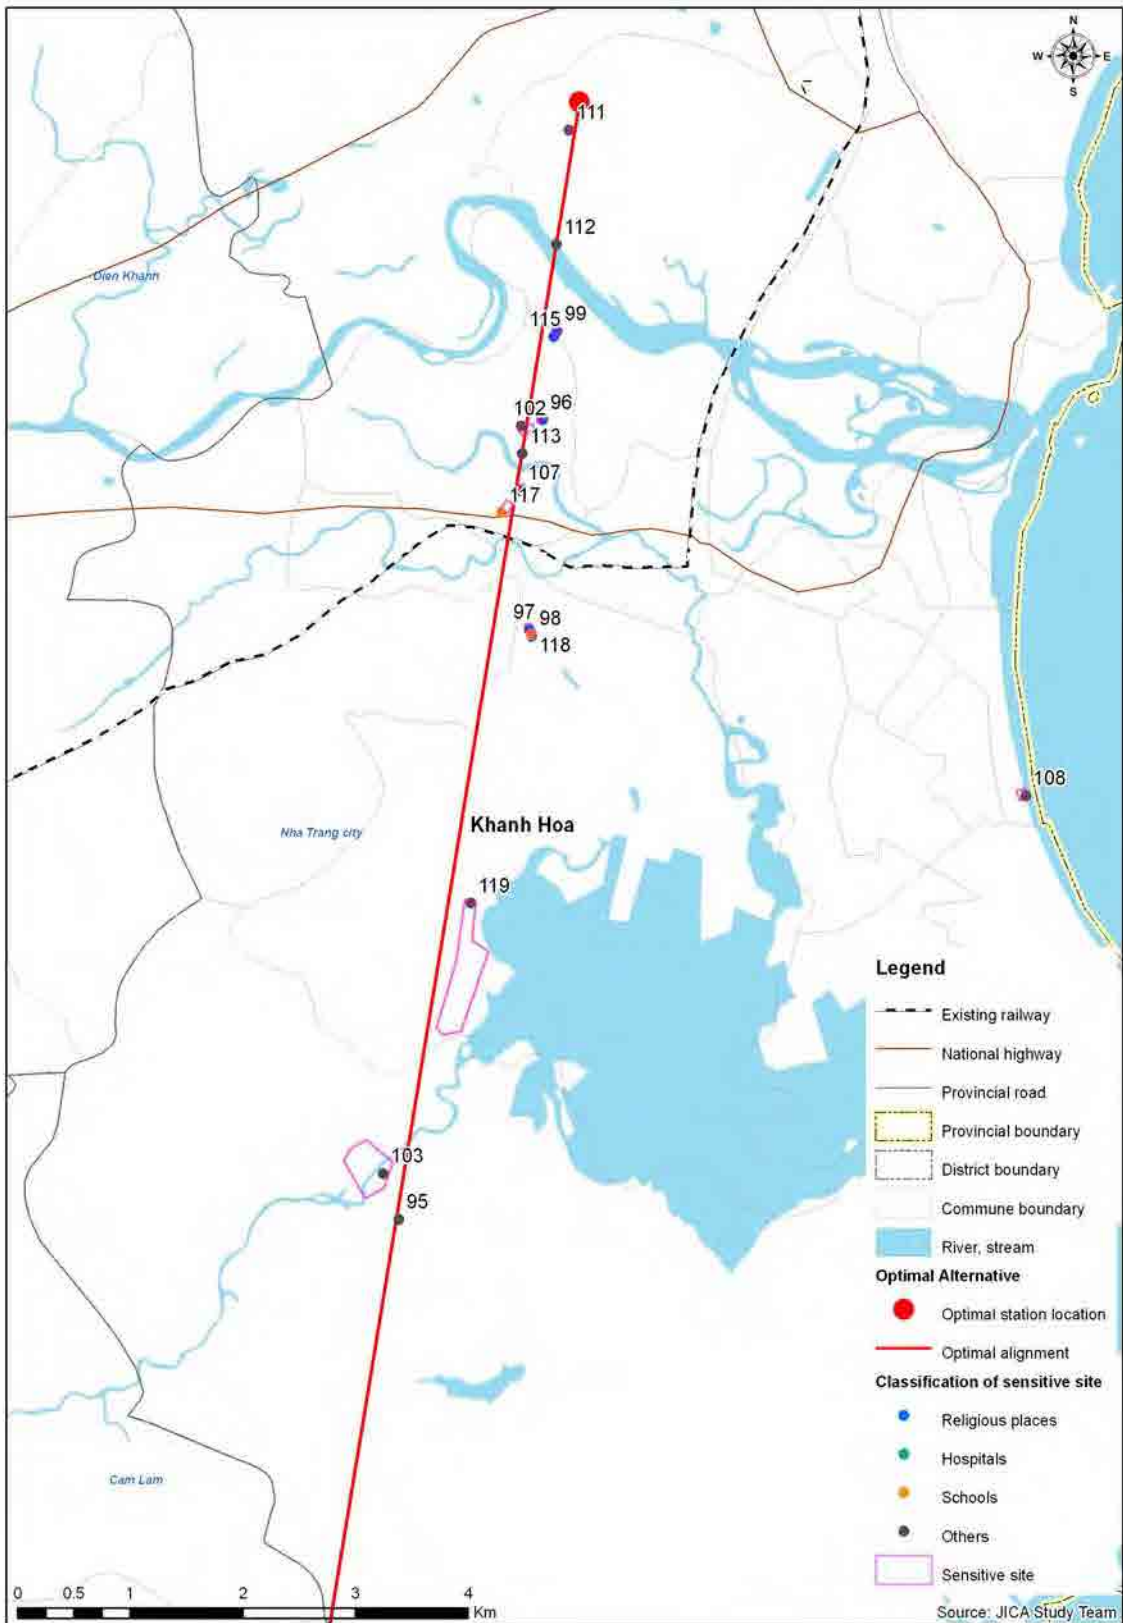 N
W E
S
111
112
Dien Khanh
115 99
102 96
113
107
117
97 98
118
108
Khanh Hoa
Nha Trang city
119
103
95
Cam Lam
Legend
Existing railway
National highway
Provincial road
Provincial boundary
District boundary
Commune boundary
River, stream
Optimal Alternative
Optimal station location
Optimal alignment
Classification of sensitive site
Religious places
Hospitals
Schools
Others
Sensitive site
0 0.5 1 2 3 4
Km
Source: JICA Study Team